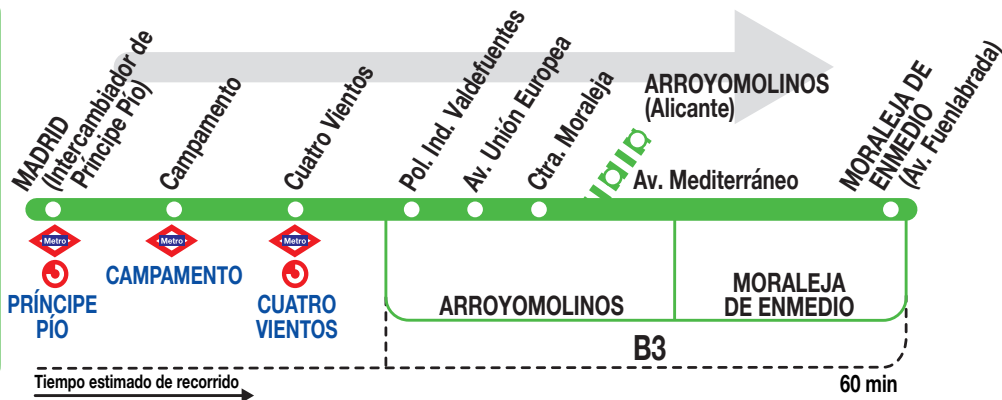 MADRID
(Intercambiador de
Príncipe Pío)
Campamento
Cuatro Vientos
Pol. Ind. Valdefuentes
Av. Unión Europea
Ctra. Moraleja
ARROYOMOLINOS
(Alicante)
Av. Mediterráneo
MORALEJA DE
ENMEDIO
(Av. Fuenlabrada)
Metro
Metro
Metro
PRÍNCIPE
PÍO
CAMPAMENTO
CUATRO
VIENTOS
ARROYOMOLINOS
MORALEJA
DE ENMEDIO
B3
Tiempo estimado de recorrido
60 min